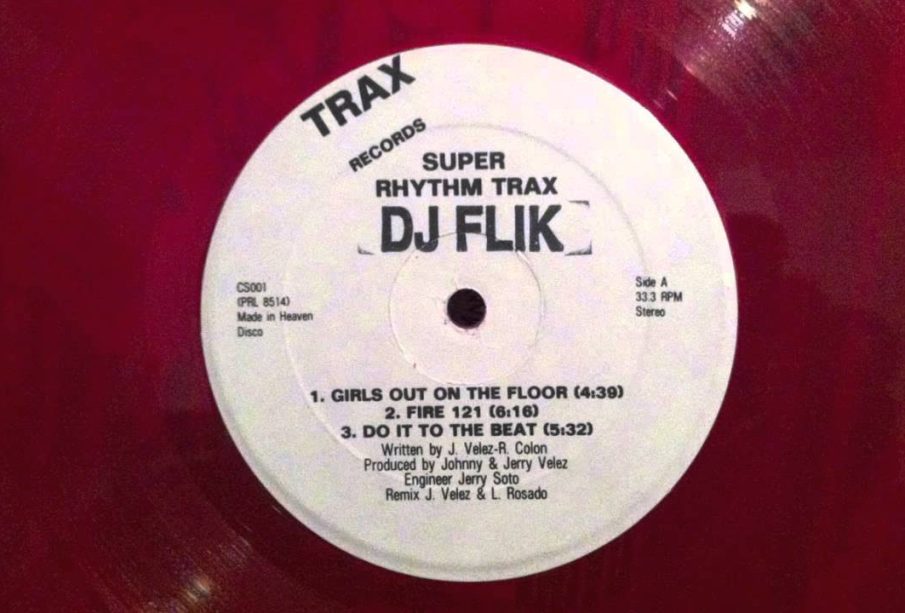 TRAX
RECORDS
SUPER
RHYTHM TRAX
DJ FLIK
CS001
(PRL 8514)
Made in Heaven
Disco
Side A
33.3 RPM
Stereo
1. GIRLS OUT ON THE FLOOR (4:39)
2. FIRE 121 (6:16)
3. DO IT TO THE BEAT (5:32)
Written by J. Velez-R. Colon
Produced by Johnny & Jerry Velez
Engineer Jerry Soto
Remix J. Velez & L. Rosado